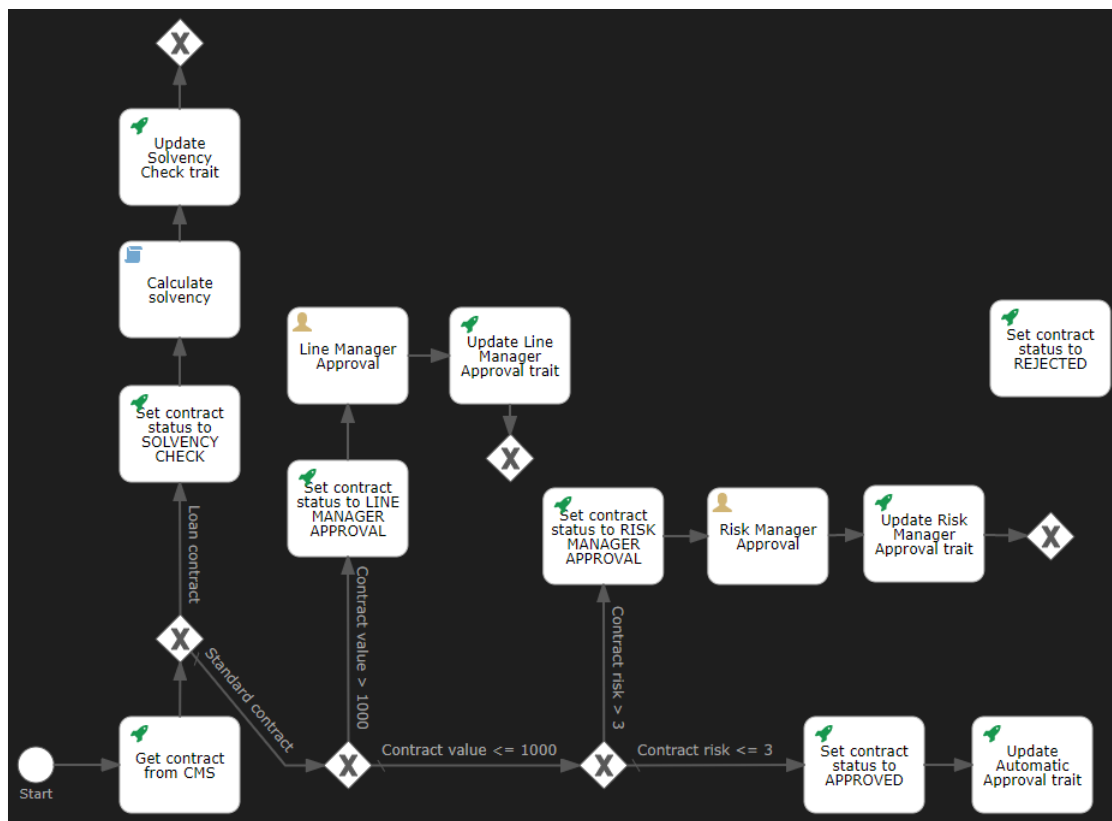 Update
Solvency
Check trait
Calculate
solvency
Line Manager
Approval
Update Line
Manager
Approval trait
Set contract
status to
REJECTED
Set contract
status to
SOLVENCY
CHECK
Set contract
status to LINE
MANAGER
APPROVAL
Set contract
status to RISK
MANAGER
APPROVAL
Risk Manager
Approval
Update Risk
Manager
Approval trait
Loan contract
Standard contract
Contract value > 1000
Contract risk > 3
Start
Get contract
from CMS
Contract value <= 1000
Contract risk <= 3
Set contract
status to
APPROVED
Update
Automatic
Approval trait